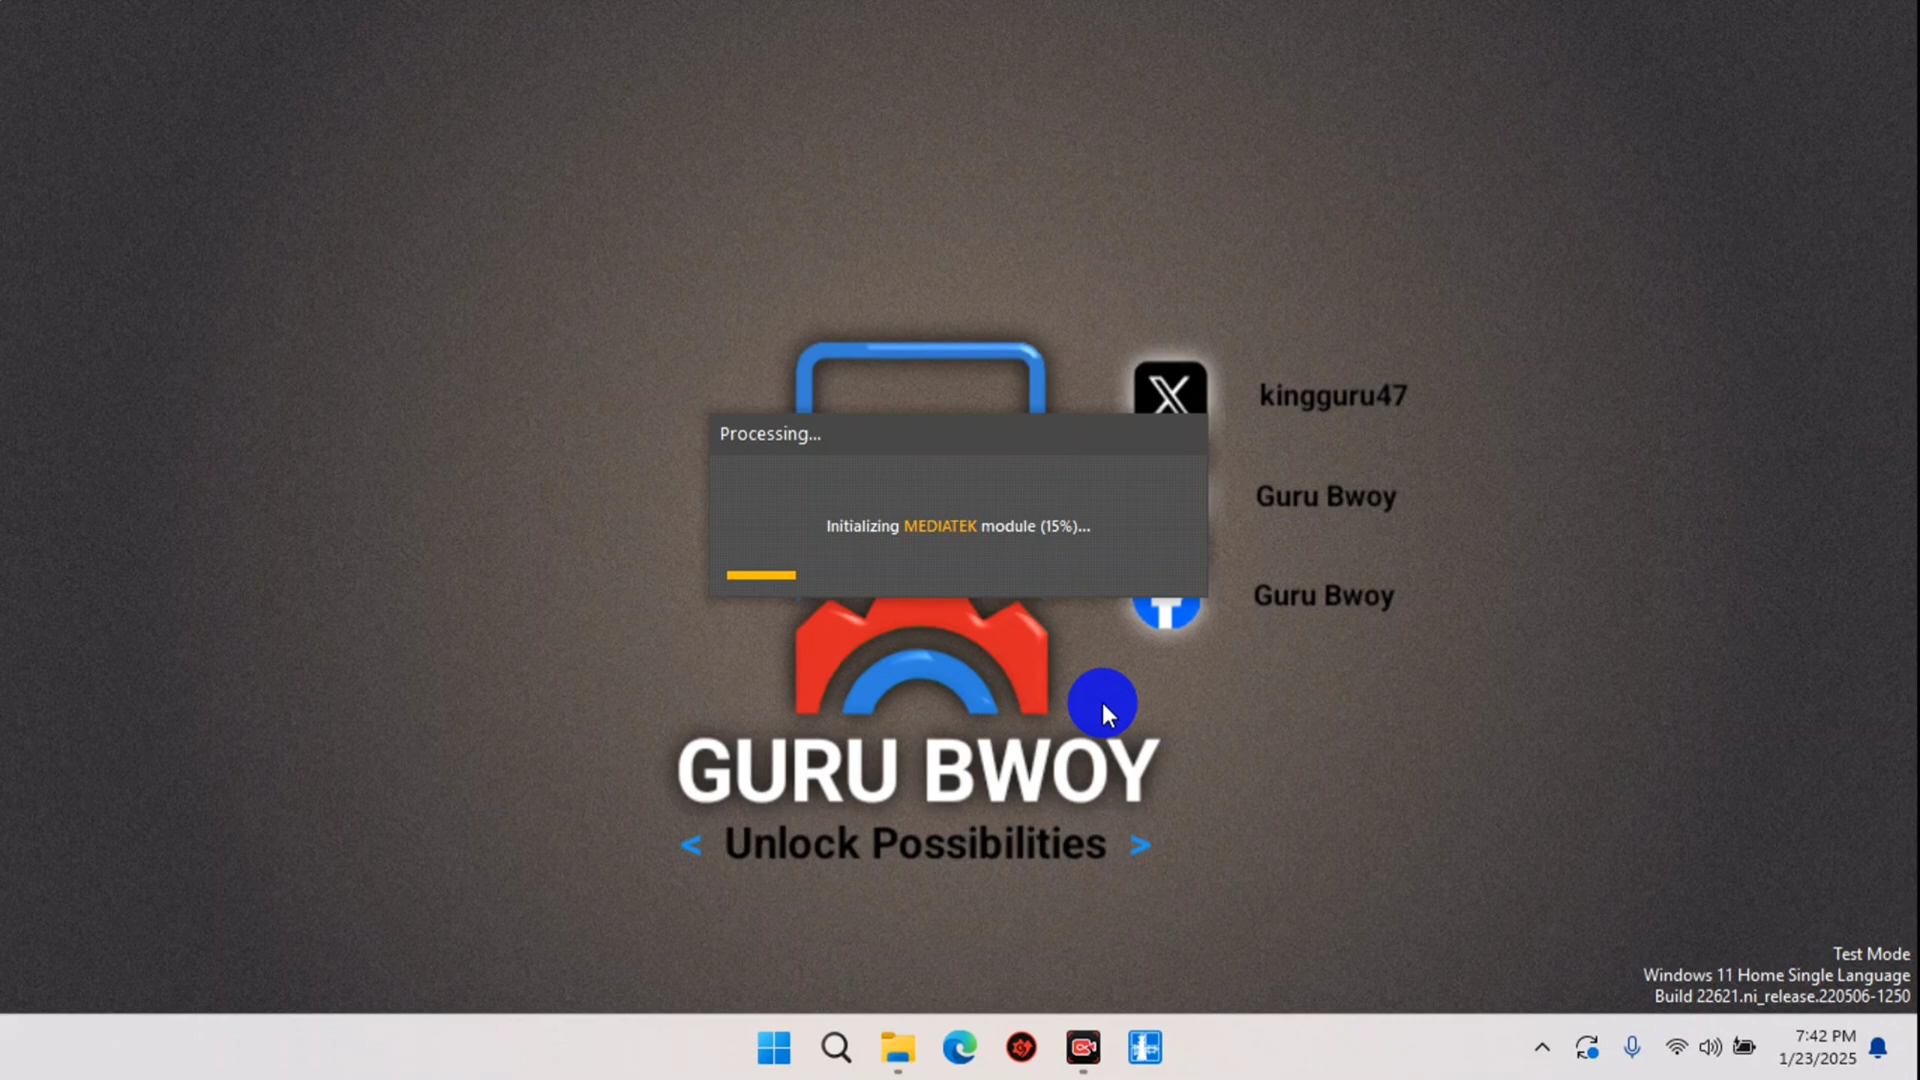 kingguru47
Processing...
Guru Bwoy
Initializing MEDIATEK module (15%)...
Guru Bwoy
GURU BWOY
< Unlock Possibilities >
Test Mode
Windows 11 Home Single Language
Build 22621.ni_release.220506-1250
7:42 PM
1/23/2025